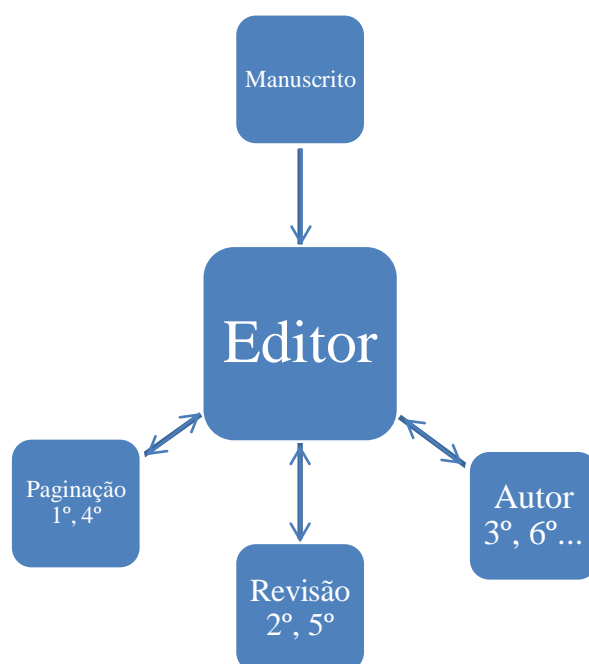 Manuscrito
Editor
Paginação
1º, 4º
Revisão
2º, 5º
Autor
3º, 6º...